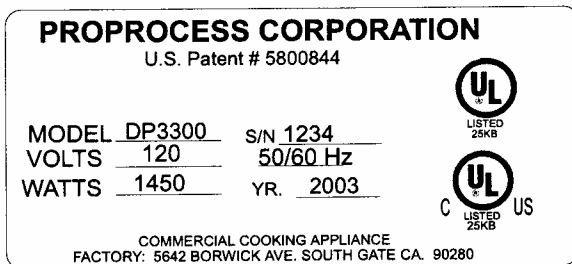 PROPROCESS CORPORATION
U.S. Patent # 5800844
UL
LISTED
25KB
MODEL DP3300 S/N 1234
VOLTS 120 50/60 Hz
WATTS 1450 YR. 2003
C UL US
LISTED
25KB
COMMERCIAL COOKING APPLIANCE
FACTORY: 5642 BORWICK AVE. SOUTH GATE CA. 90280